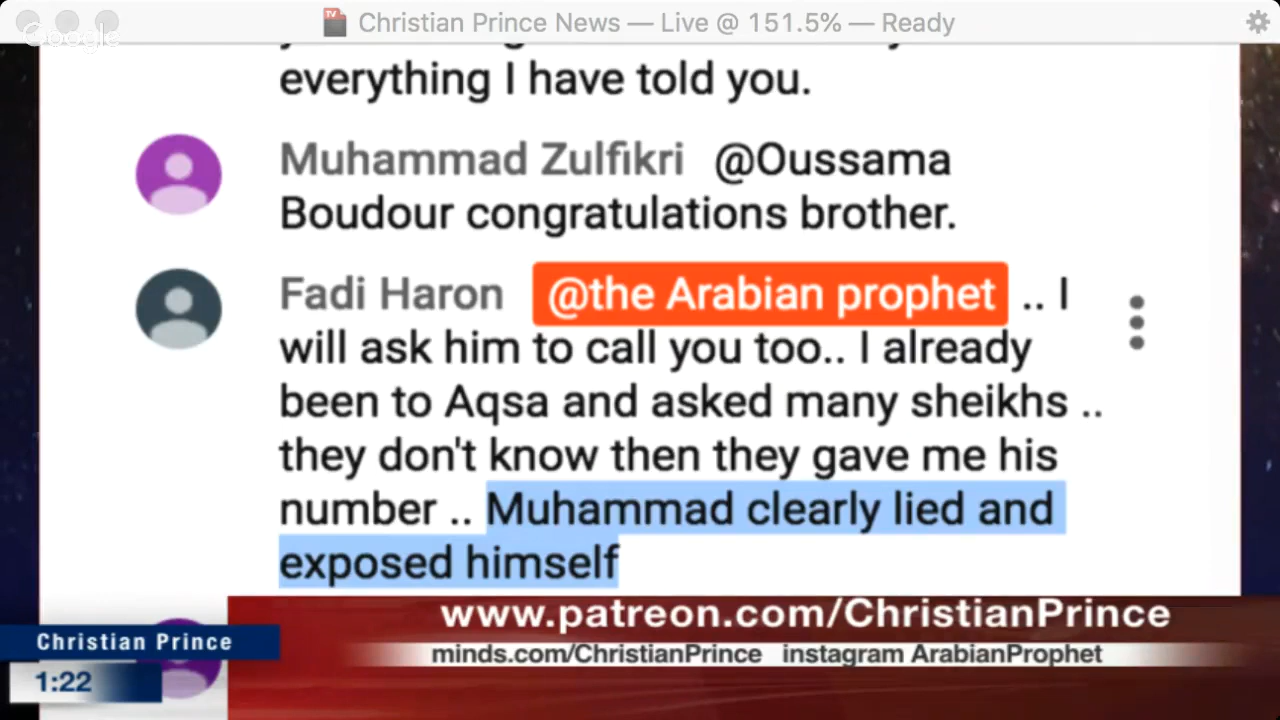 Christian Prince News — Live @ 151.5% — Ready
Google
everything I have told you.
Muhammad Zulfikri @Oussama
Boudour congratulations brother.
Fadi Haron @the Arabian prophet .. I
will ask him to call you too.. I already
been to Aqsa and asked many sheikhs ..
they don't know then they gave me his
number .. Muhammad clearly lied and
exposed himself
www.patreon.com/ChristianPrince
Christian Prince
minds.com/ChristianPrince instagram ArabianProphet
1:22